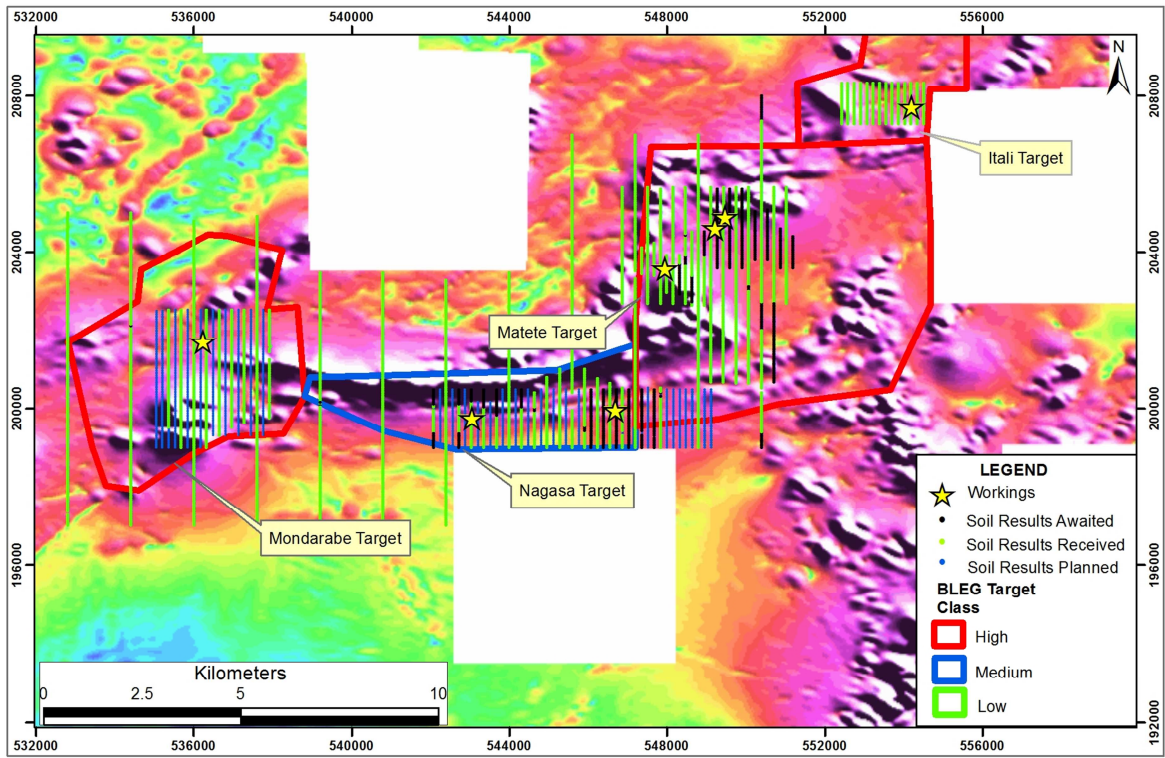 532000 536000 540000 544000 548000 552000 556000
N
208000
204000
200000
196000
208000
204000
200000
196000
192000
Itali Target
Matete Target
Nagasa Target
Mondarabe Target
LEGEND
Workings
Soil Results Awaited
Soil Results Received
Soil Results Planned
BLEG Target
Class
High
Medium
Low
Kilometers
0 2.5 5 10
532000 536000 540000 544000 548000 552000 556000